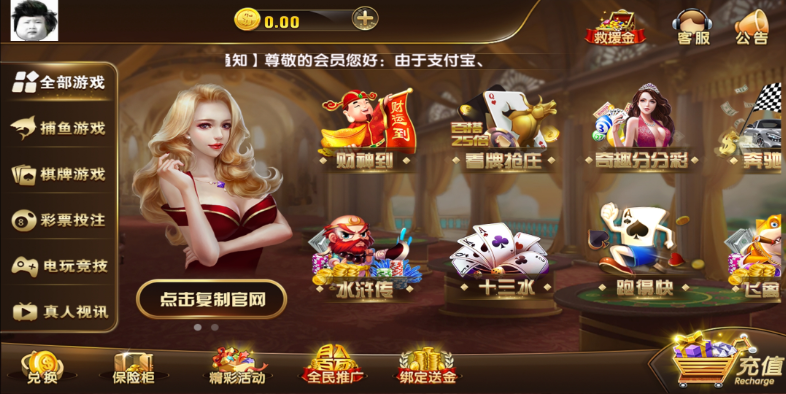 0.00
救援金
客服
公告
知】尊敬的会员您好：由于支付宝、
全部游戏
捕鱼游戏
棋牌游戏
彩票投注
电玩竞技
真人视讯
财运到
百倍
25倍
财神到
看牌抢庄
奇趣分分彩
奔驰
点击复制官网
水浒传
十三水
跑得快
飞禽
兑换
保险柜
精彩活动
全民推广
绑定送金
充值
Recharge